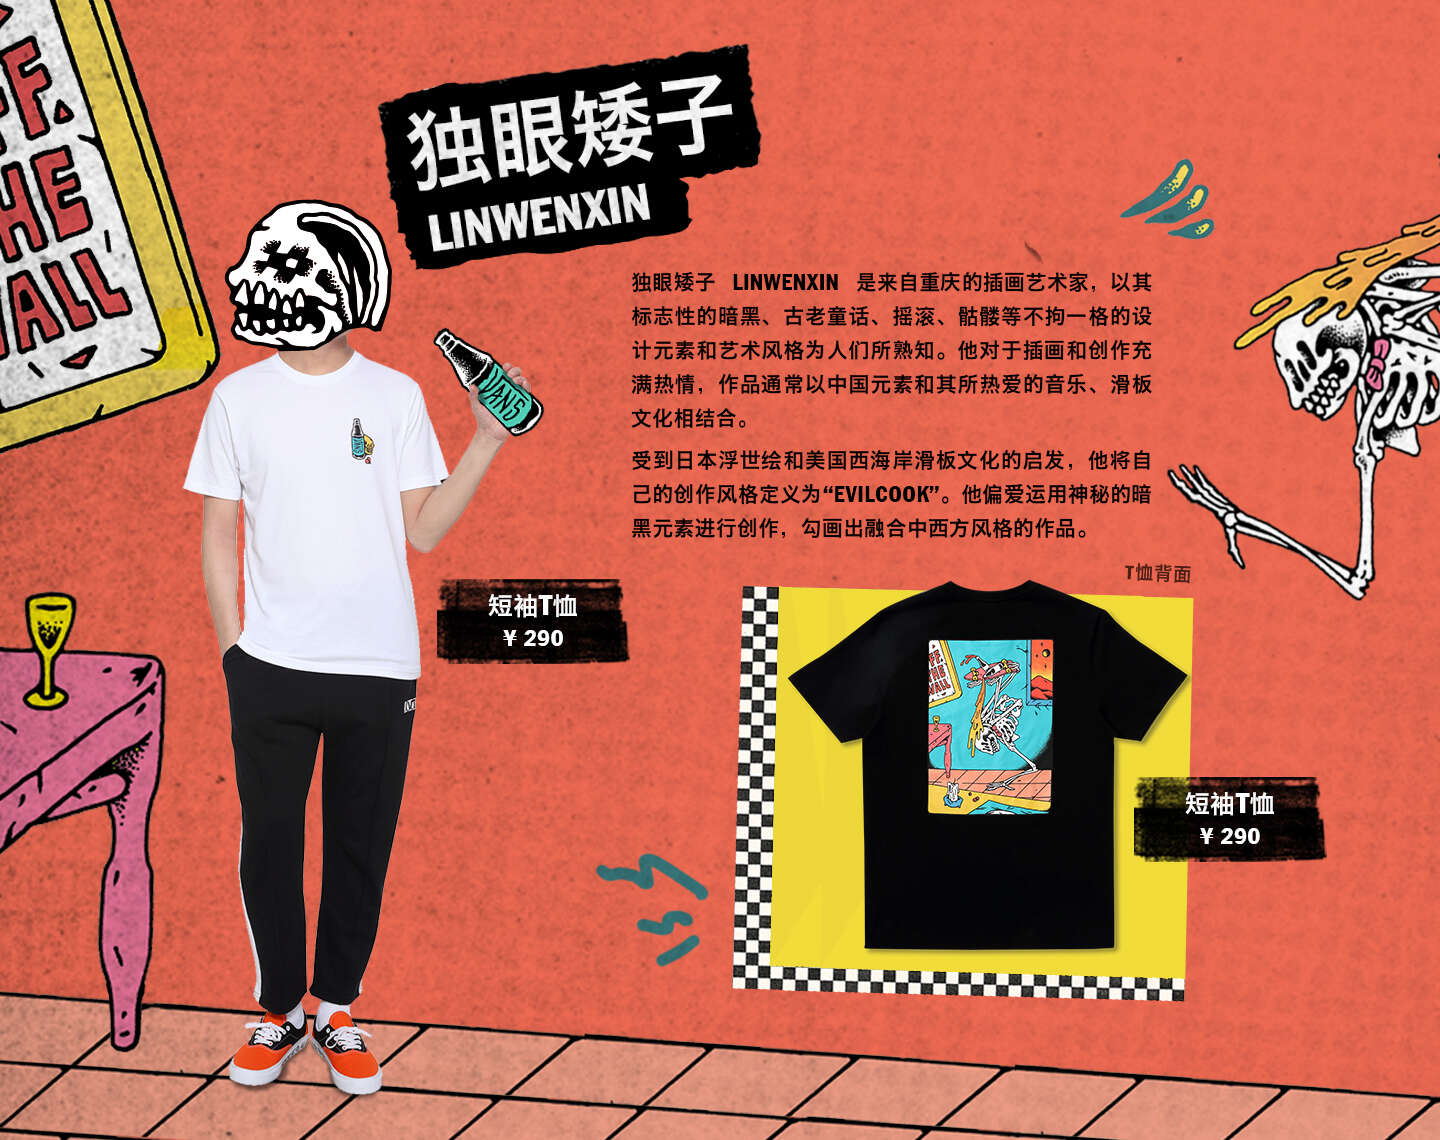 独眼矮子
LINWENXIN
FF.
THE
WALL
独眼矮子 LINWENXIN 是来自重庆的插画艺术家，以其
标志性的暗黑、古老童话、摇滚、骷髅等不拘一格的设
计元素和艺术风格为人们所熟知。他对于插画和创作充
满热情，作品通常以中国元素和其所热爱的音乐、滑板
文化相结合。
受到日本浮世绘和美国西海岸滑板文化的启发，他将自
己的创作风格定义为“EVILCOOK”。他偏爱运用神秘的暗
黑元素进行创作，勾画出融合中西方风格的作品。
VANS
短袖T恤
¥ 290
T恤背面
FF.
THE
WALL
短袖T恤
¥ 290